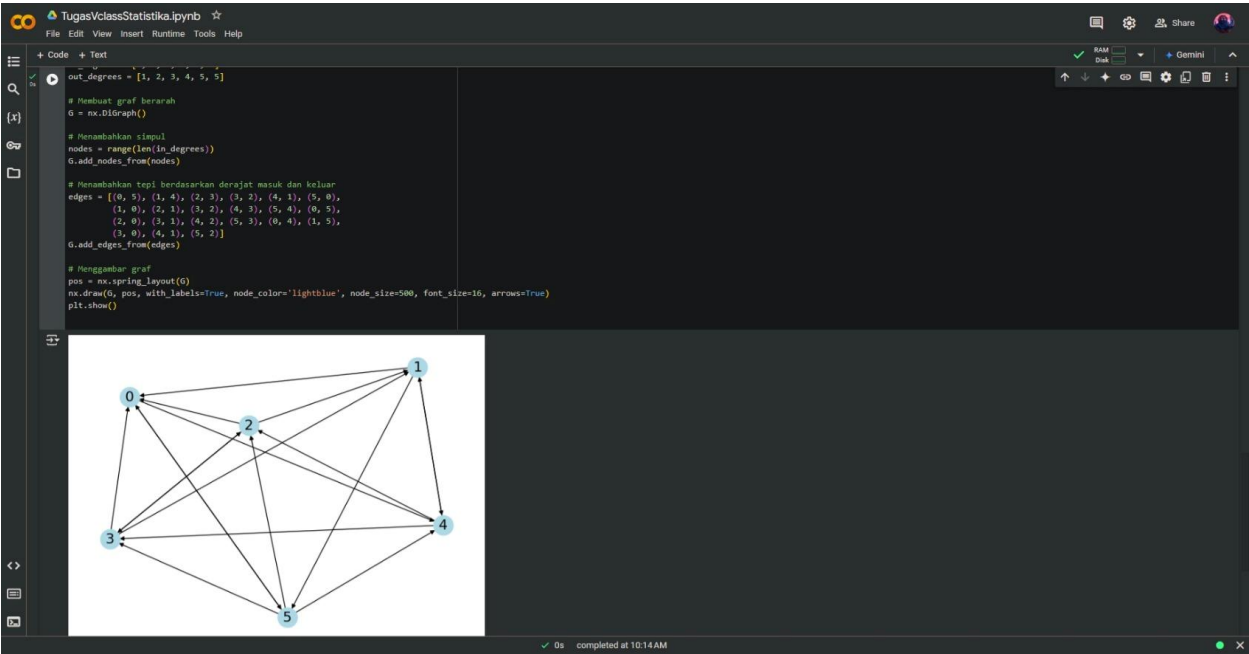 TugasVclassStatistika.ipynb
File Edit View Insert Runtime Tools Help
Share
+ Code + Text
RAM
Disk
Gemini
0s
out_degrees = [1, 2, 3, 4, 5, 5]
# Membuat graf berarah
G = nx.DiGraph()
# Menambahkan simpul
nodes = range(len(in_degrees))
G.add_nodes_from(nodes)
{x}
# Menambahkan tepi berdasarkan derajat masuk dan keluar
edges = [(0, 5), (1, 4), (2, 3), (3, 2), (4, 1), (5, 0),
(1, 0), (2, 1), (3, 2), (4, 3), (5, 4), (0, 5),
(2, 0), (3, 1), (4, 2), (5, 3), (0, 4), (1, 5),
(3, 0), (4, 1), (5, 2)]
G.add_edges_from(edges)
# Menggambar graf
pos = nx.spring_layout(G)
nx.draw(G, pos, with_labels=True, node_color='lightblue', node_size=500, font_size=16, arrows=True)
plt.show()
1
0
2
4
3
5
0s completed at 10:14 AM